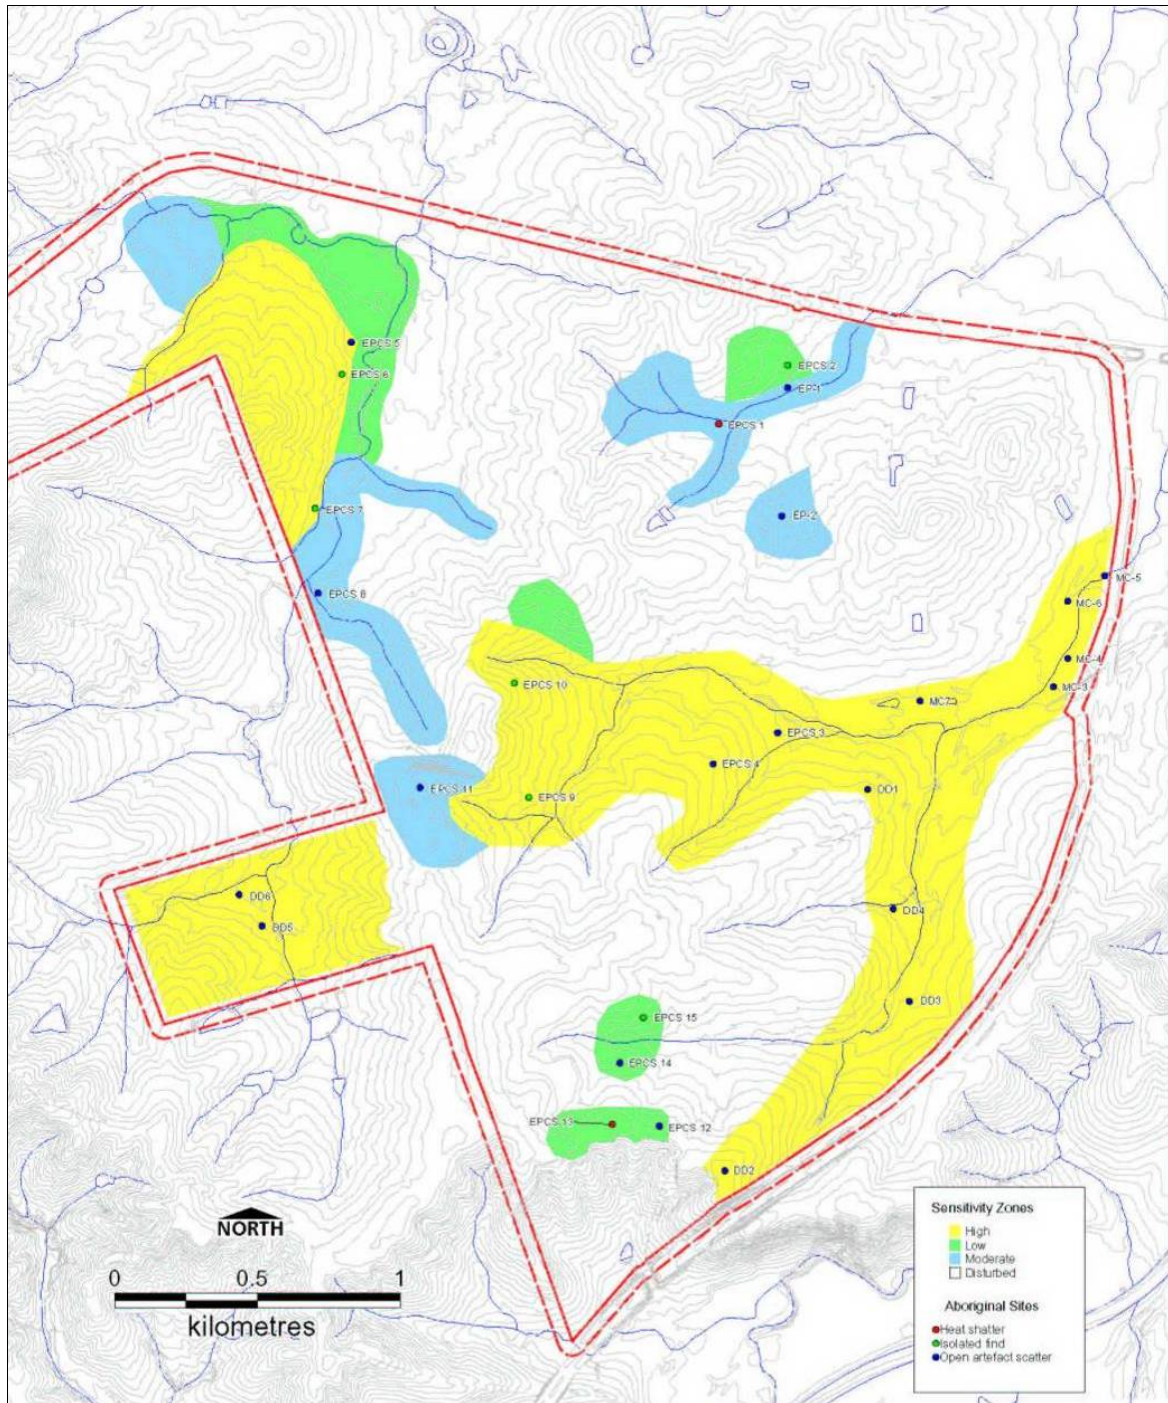 EPCS 5
EPCS 6
EPCS 2
EP-1
EPCS 1
EPCS 7
EP-2
EPCS 8
MC-5
MC-6
MC-4
MC-3
EPCS 10
EPCS 3
EPCS 4
EPCS 11
EPCS 9
DD1
DD6
DD5
DD4
DD3
EPCS 15
EPCS 14
EPCS 13
EPCS 12
DD2
NORTH
0 0.5 1
kilometres
Sensitivity Zones
High
Low
Moderate
Disturbed
Aboriginal Sites
Heat shatter
Isolated find
Open artefact scatter